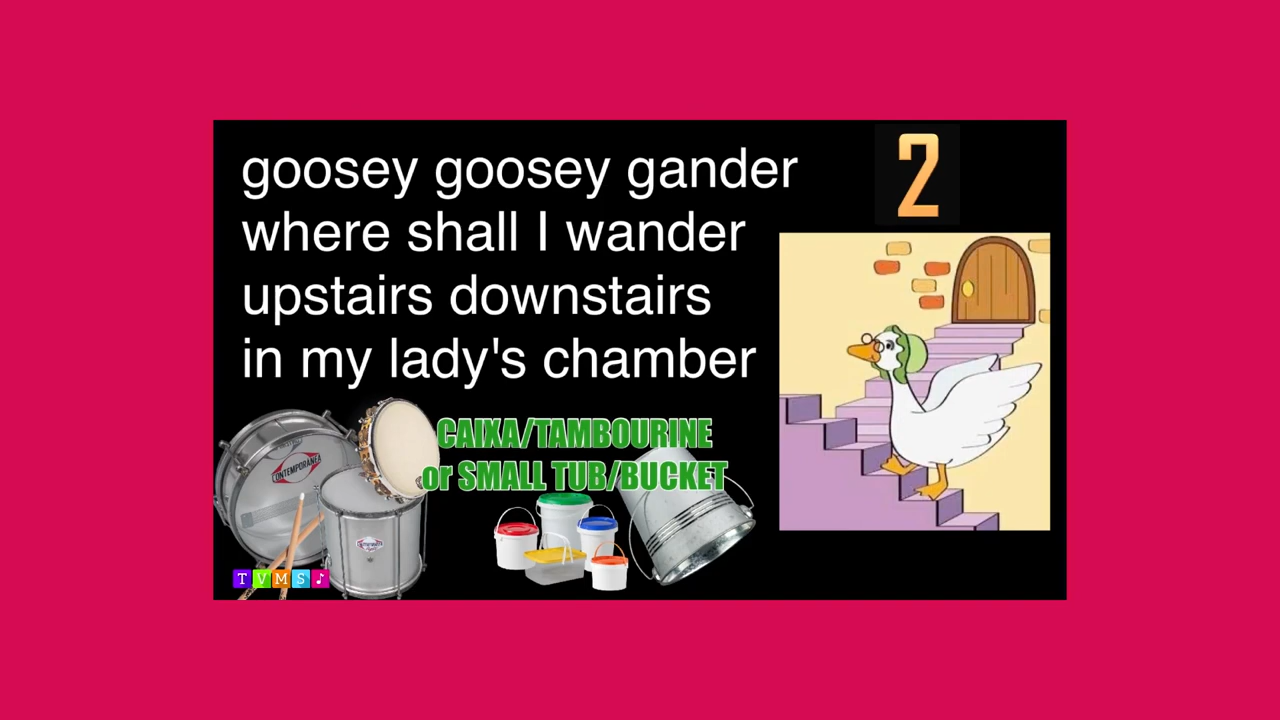 goosey goosey gander
2
where shall I wander
upstairs downstairs
in my lady's chamber
CAIXA/TAMBOURINE
or SMALL TUB/BUCKET
CONTEMPORÂNEA
TVMS♪